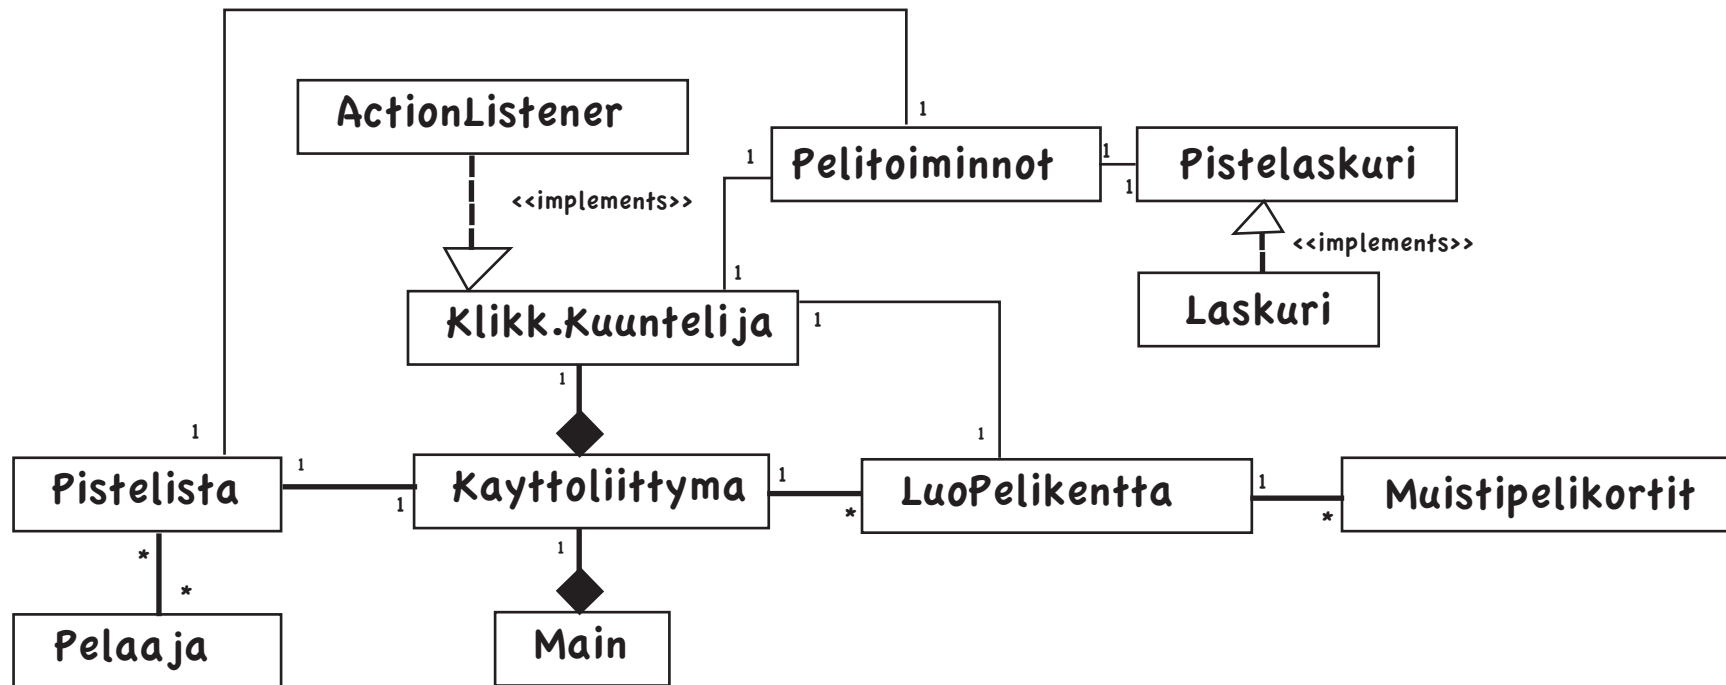 ActionListener
1
<<implements>>
1
Pelitoiminnot
1
1
Pistelaskuri
<<implements>>
Laskuri
1
Klikk.Kuuntelija
1
1
1
1
Pistelista
1
1
Kayttoliittyma
1
*
1
LuoPelikentta
1
*
Muistipelikortit
*
*
1
Pelaaja
Main